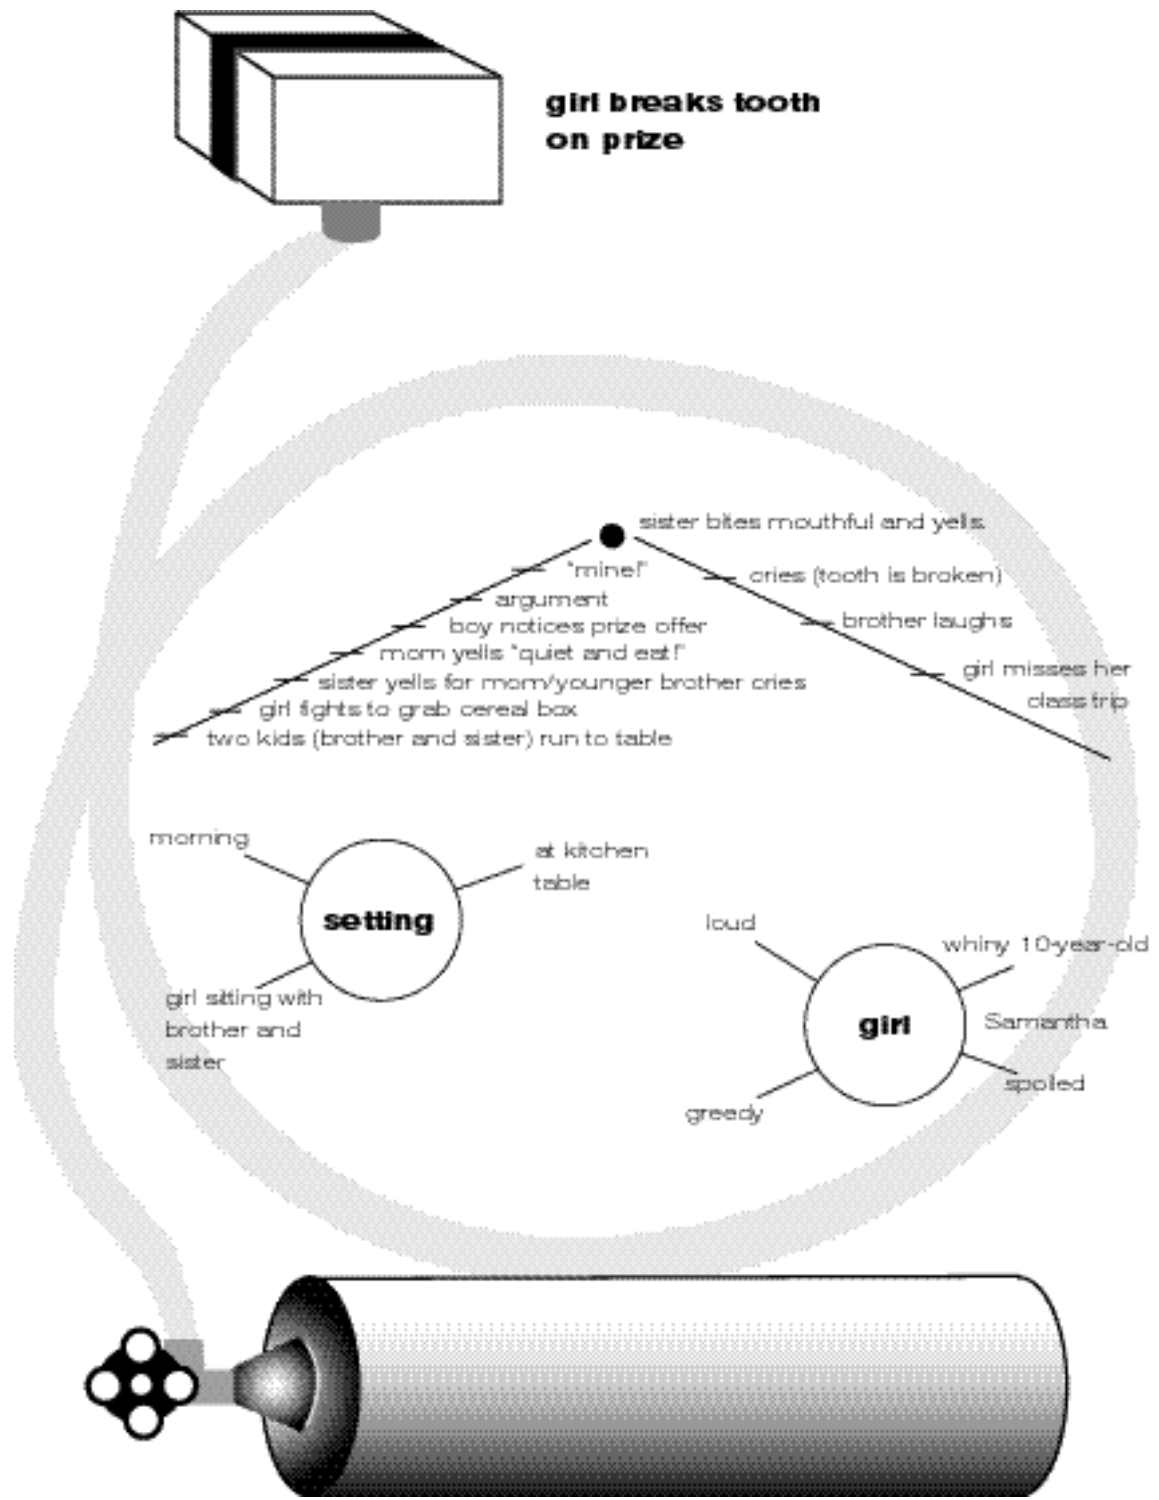 girl breaks tooth
on prize
sister bites mouthful and yells
"mine!"
cries (tooth is broken)
argument
brother laughs
boy notices prize offer
mom yells "quiet and eat!"
girl misses her
class trip
sister yells for mom/younger brother cries
girl fights to grab cereal box
two kids (brother and sister) run to table
morning
at kitchen
table
setting
girl sitting with
brother and
sister
loud
whiny 10-year-old
girl
Samantha
spoiled
greedy